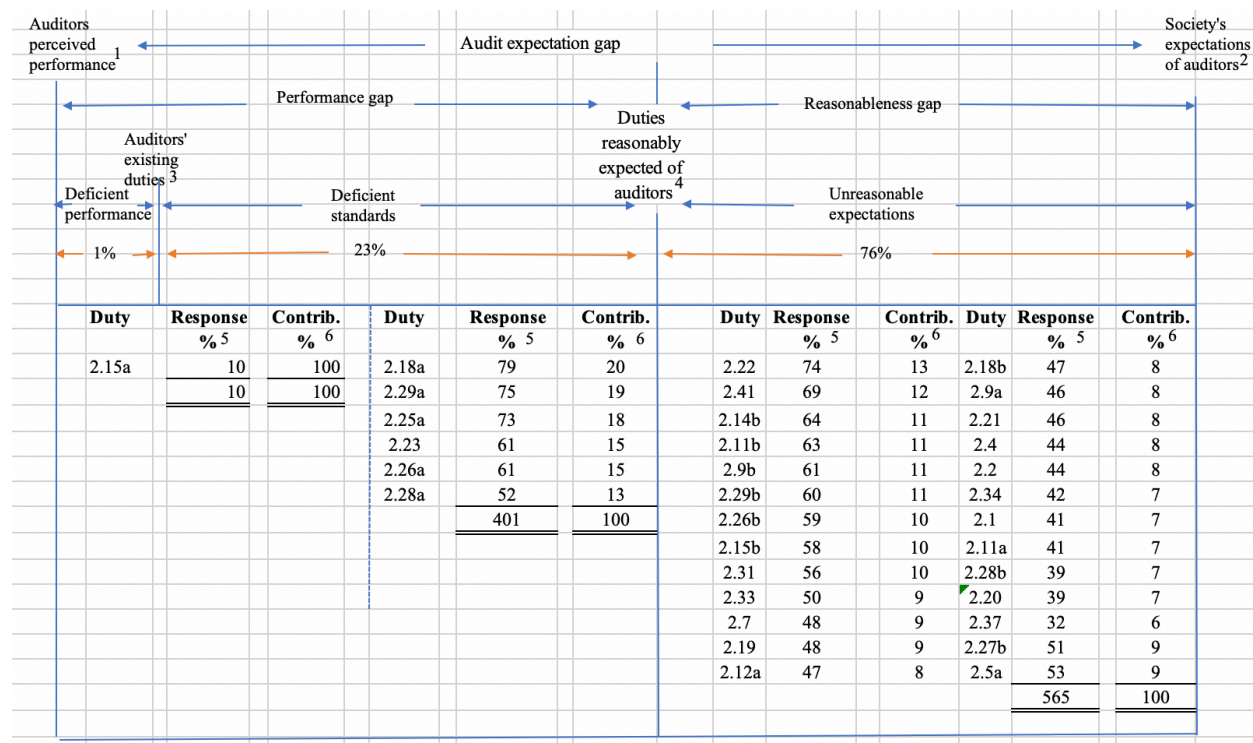 Auditors
perceived
performance1
Audit expectation gap
Society's
expectations
of auditors2
Performance gap
Reasonableness gap
Duties
reasonably
expected of
auditors4
Auditors'
existing
duties 3
Deficient
performance
Deficient
standards
Unreasonable
expectations
1%
23%
76%
Duty Response Contrib. Duty Response Contrib. Duty Response Contrib. Duty Response Contrib.
% 5 % 6 % 5 % 6 % 5 % 6 % 5 % 6
2.15a 10 100 2.18a 79 20 2.22 74 13 2.18b 47 8
10 100 2.29a 75 19 2.41 69 12 2.9a 46 8
2.25a 73 18 2.14b 64 11 2.21 46 8
2.23 61 15 2.11b 63 11 2.4 44 8
2.26a 61 15 2.9b 61 11 2.2 44 8
2.28a 52 13 2.29b 60 11 2.34 42 7
401 100 2.26b 59 10 2.1 41 7
2.15b 58 10 2.11a 41 7
2.31 56 10 2.28b 39 7
2.33 50 9 2.20 39 7
2.7 48 9 2.37 32 6
2.19 48 9 2.27b 51 9
2.12a 47 8 2.5a 53 9
565 100